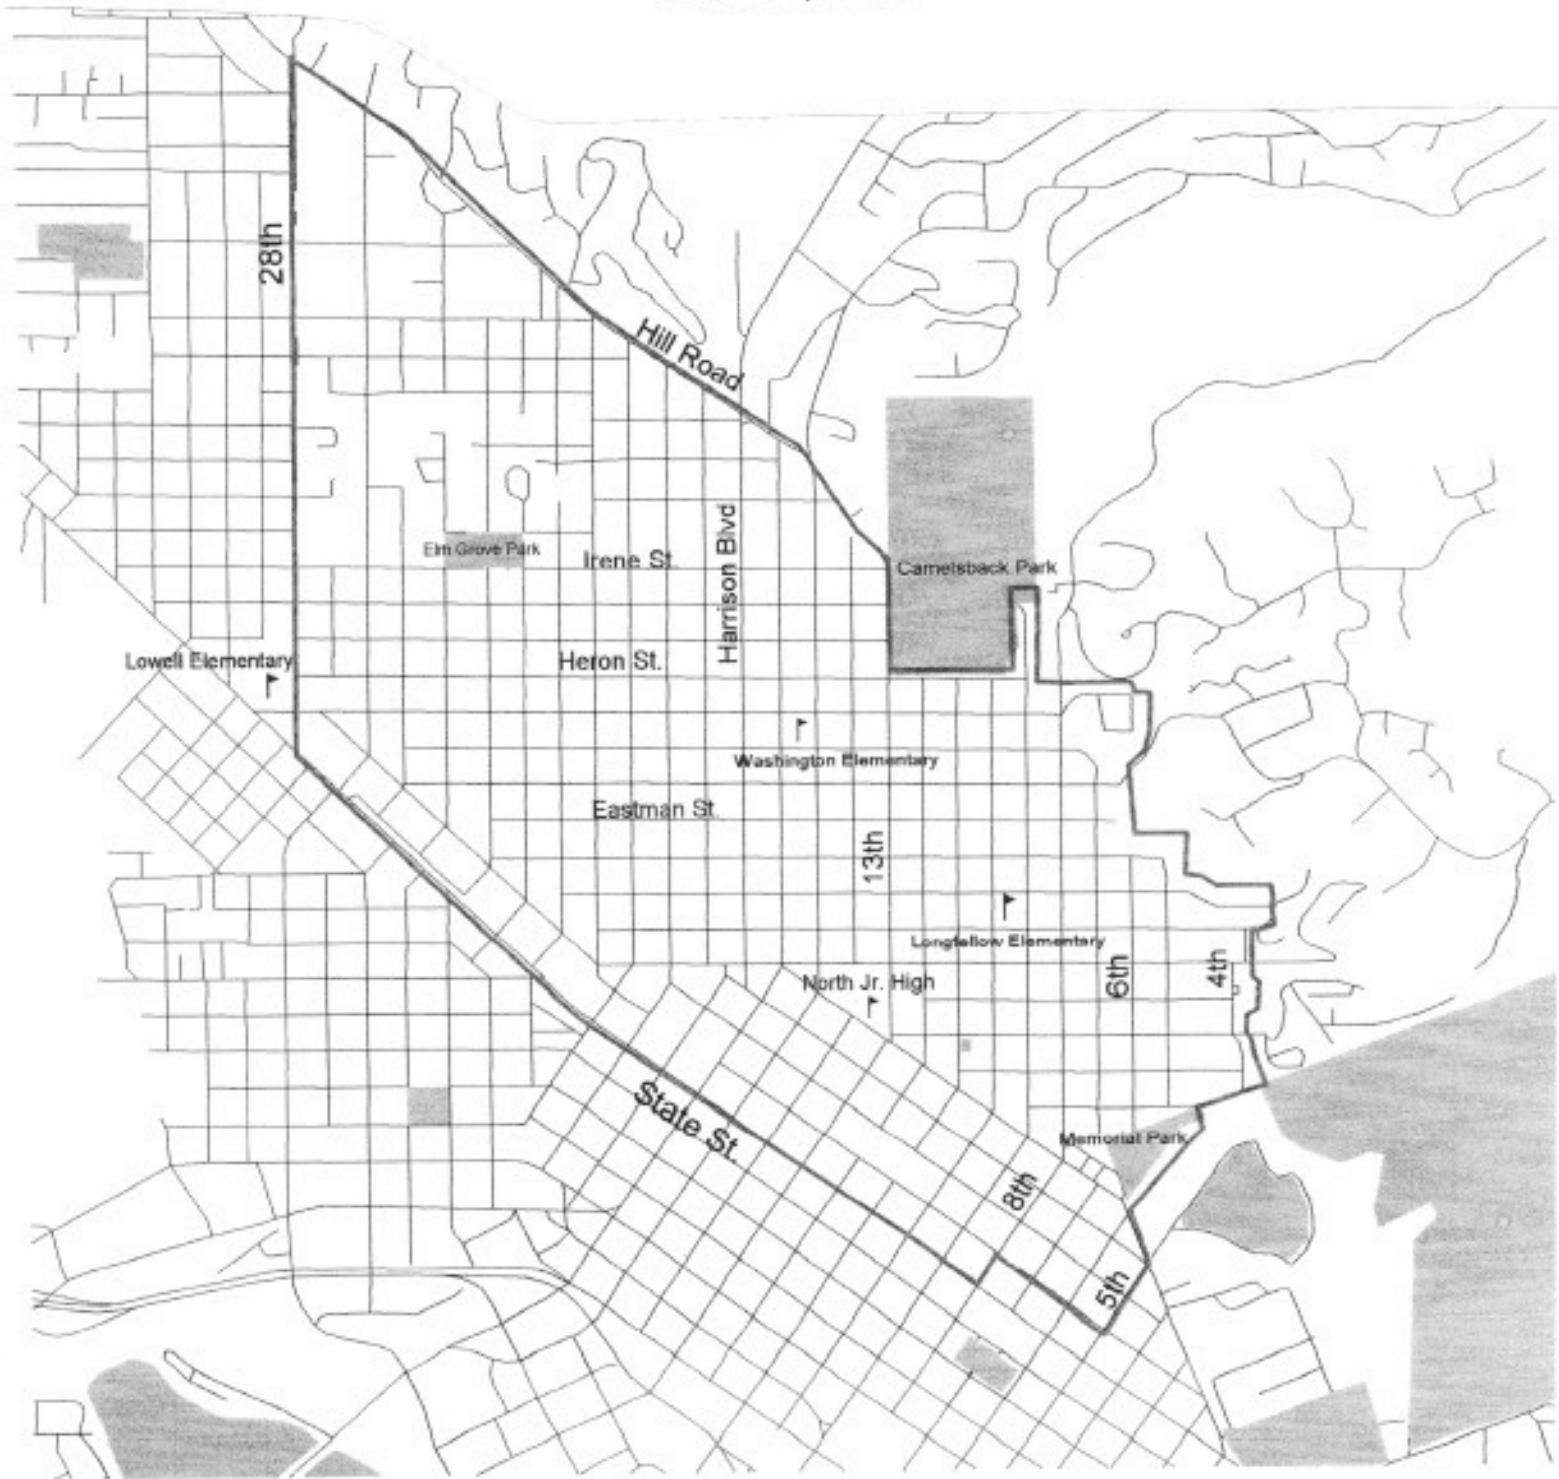 28th
Hill Road
Elm Grove Park
Irene St.
Harrison Blvd
Camelsback Park
Lowell Elementary
Heron St.
Washington Elementary
Eastman St.
13th
Longfellow Elementary
North Jr. High
6th
4th
State St.
Memorial Park
8th
5th